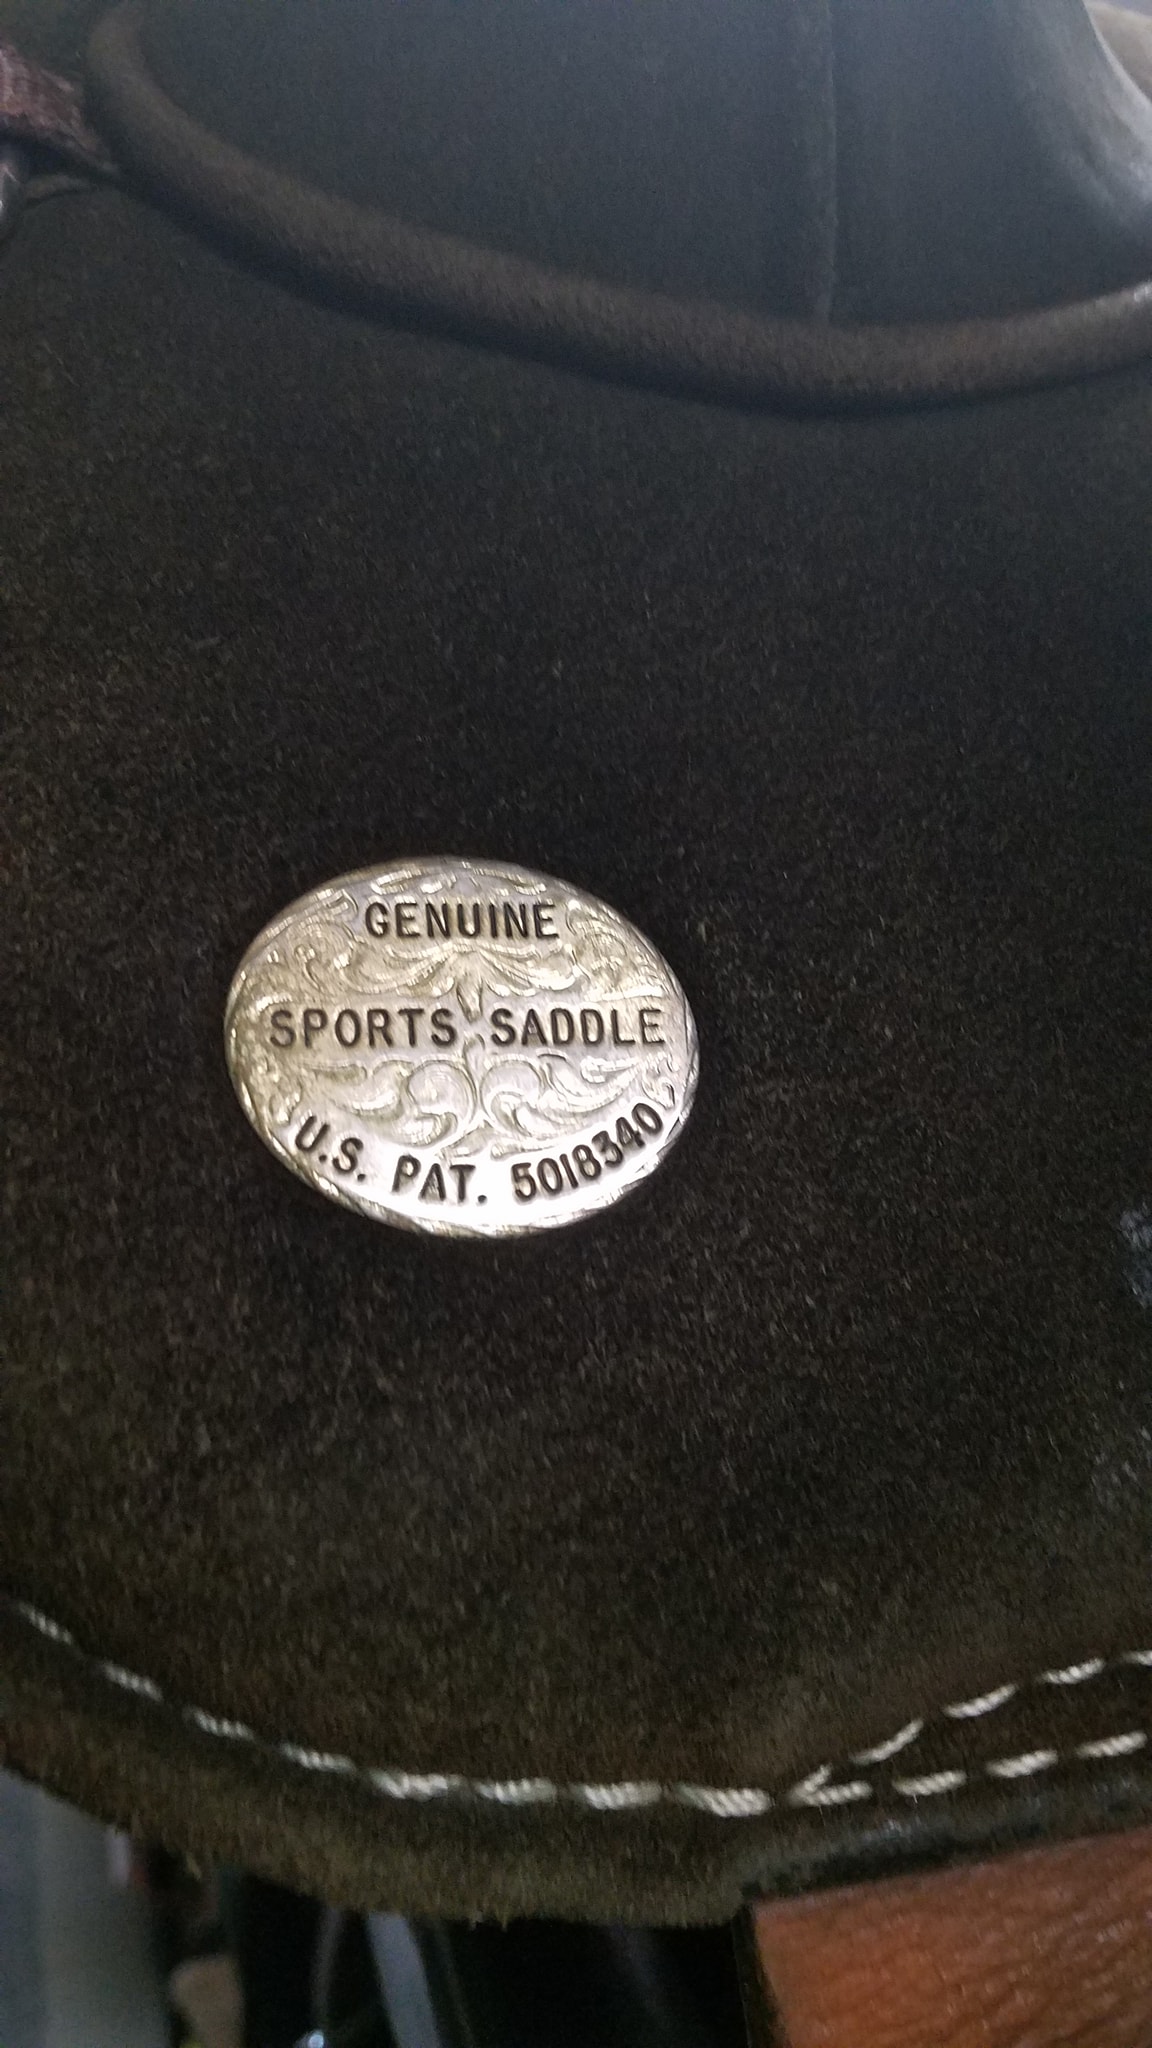 GENUINE
SPORTS SADDLE
U.S. PAT. 5018340